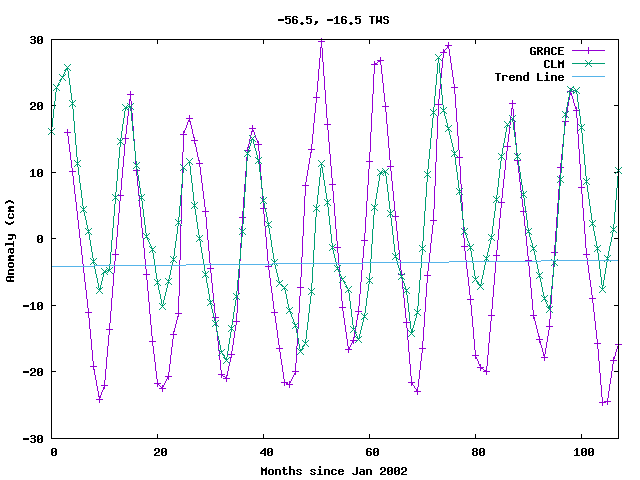 -56.5, -16.5 TWS
GRACE
CLM
Trend Line
30
20
10
0
-10
-20
-30
Anomaly (cm)
0 20 40 60 80 100
Months since Jan 2002